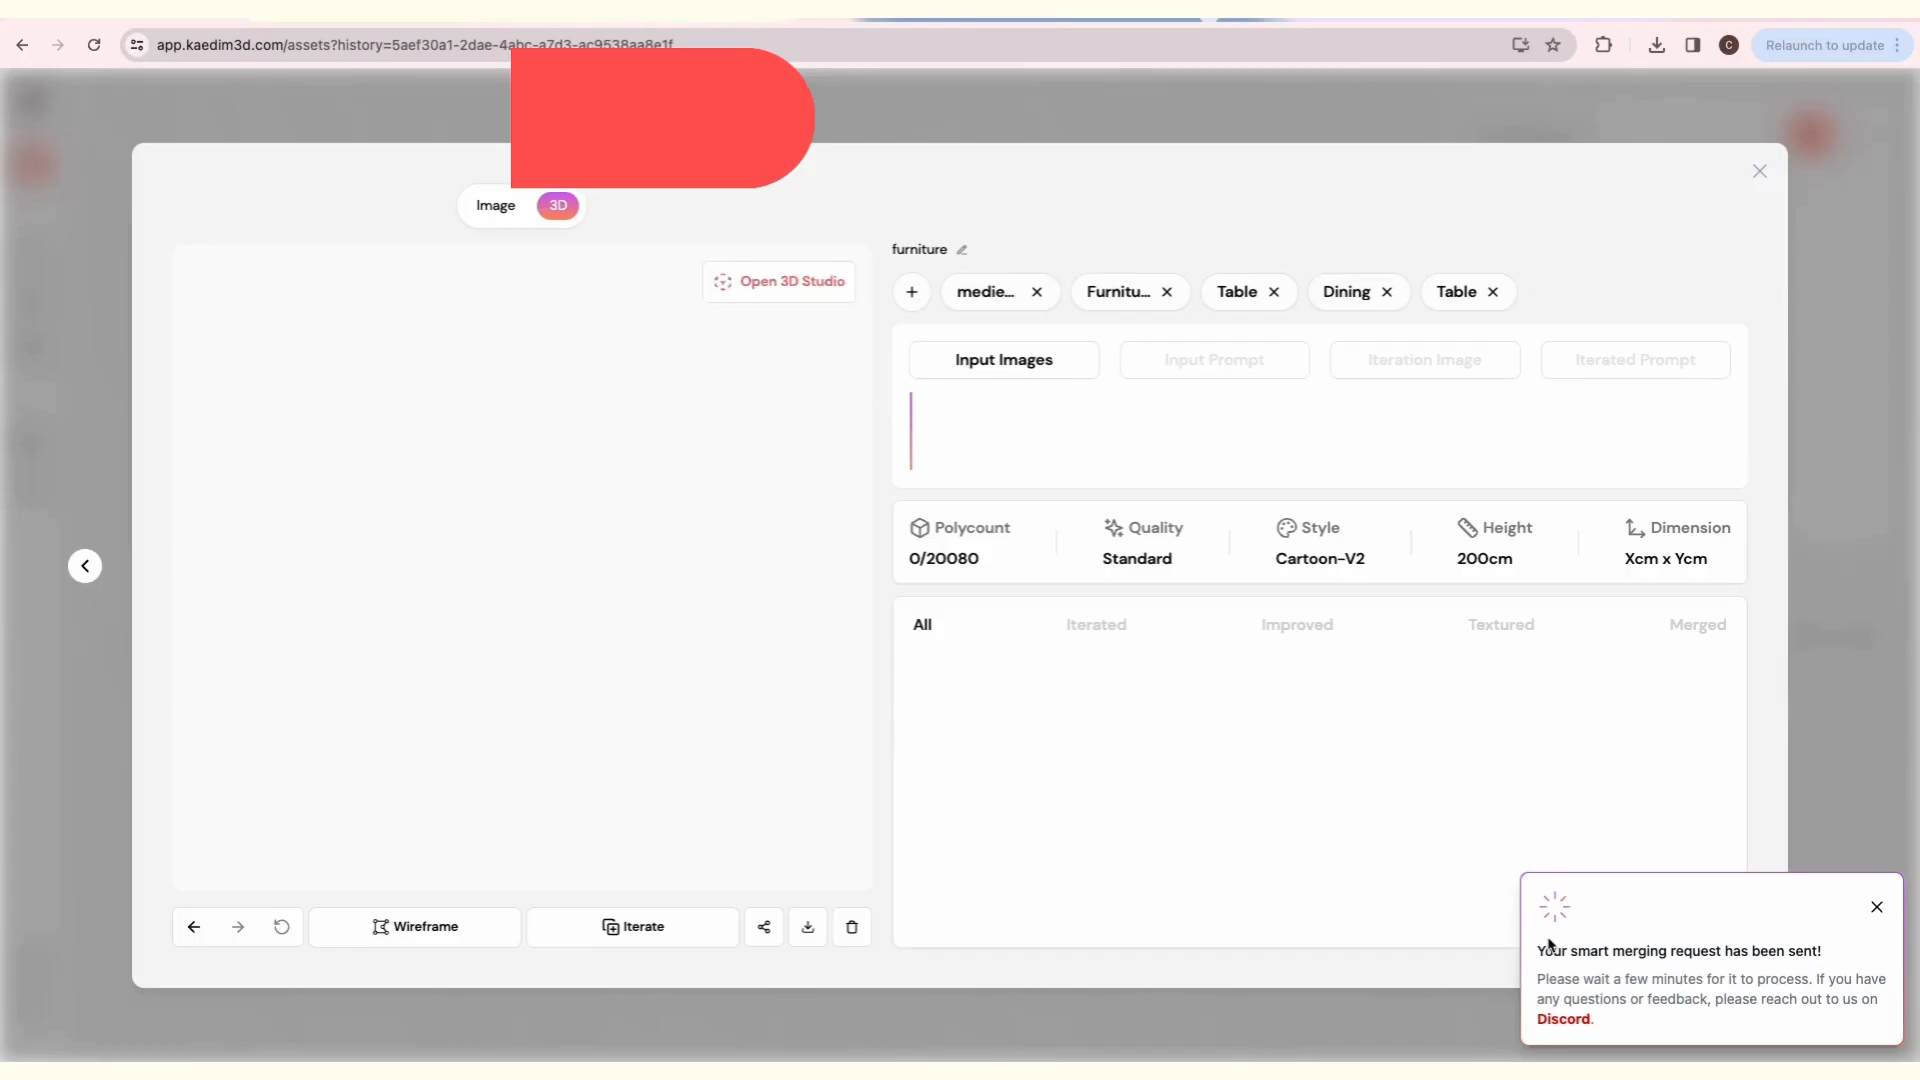 app.kaedim3d.com/assets?history=5aef30a1-2dae-4abc-a7d3-ac9538aa8e1f
C
Relaunch to update
Image 3D
Open 3D Studio
furniture
+ medie... × Furnitu... × Table × Dining × Table ×
Input Images Input Prompt Iteration Image Iterated Prompt
Polycount Quality Style Height Dimension
0/20080 Standard Cartoon-V2 200cm Xcm x Ycm
All Iterated Improved Textured Merged
Wireframe Iterate
Your smart merging request has been sent!
Please wait a few minutes for it to process. If you have
any questions or feedback, please reach out to us on
Discord.